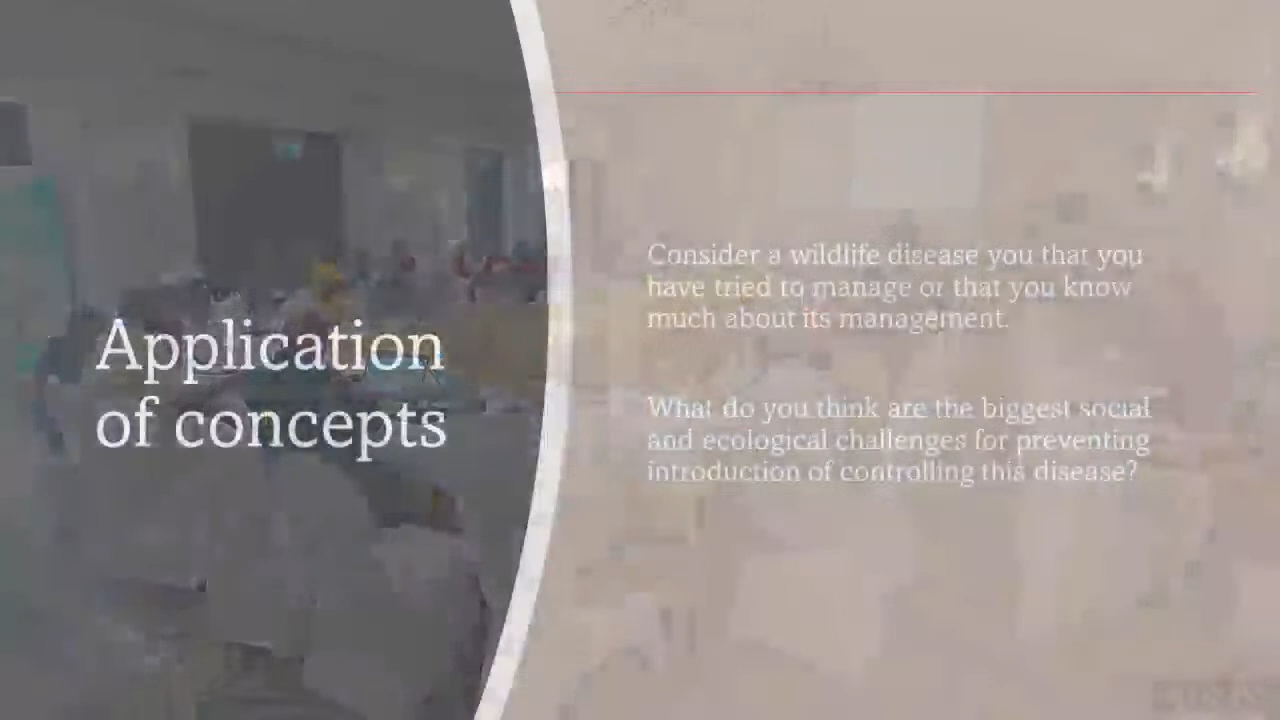 Application
of concepts
Consider a wildlife disease you that you
have tried to manage or that you know
much about its management.
What do you think are the biggest social
and ecological challenges for preventing
introduction of controlling this disease?